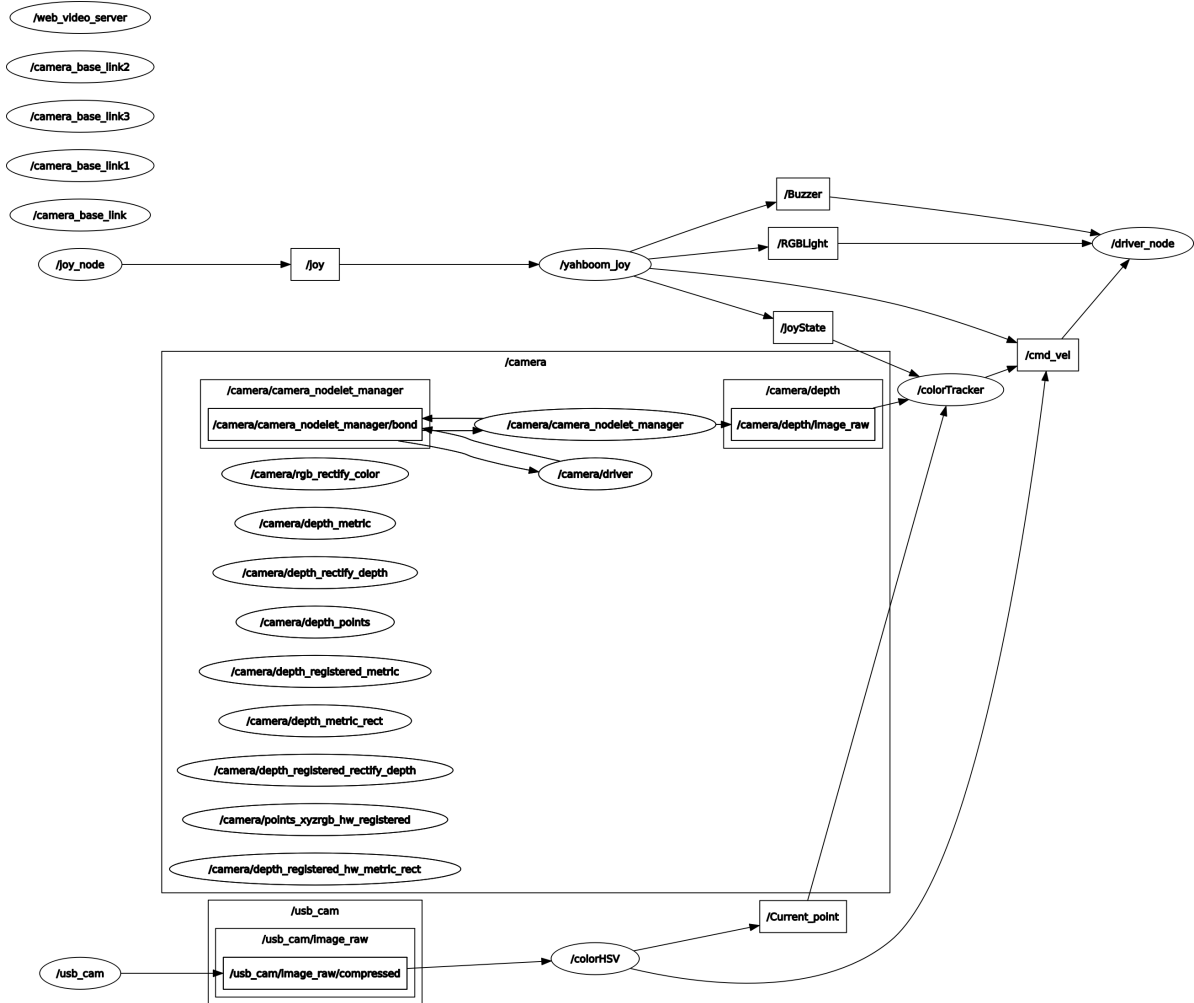 /web_video_server
/camera_base_link2
/camera_base_link3
/camera_base_link1
/camera_base_link
/joy_node
/joy
/yahboom_joy
/Buzzer
/RGBLight
/JoyState
/driver_node
/cmd_vel
/colorTracker
/camera
/camera/camera_nodelet_manager
/camera/camera_nodelet_manager/bond
/camera/camera_nodelet_manager
/camera/depth
/camera/depth/image_raw
/camera/rgb_rectify_color
/camera/driver
/camera/depth_metric
/camera/depth_rectify_depth
/camera/depth_points
/camera/depth_registered_metric
/camera/depth_metric_rect
/camera/depth_registered_rectify_depth
/camera/points_xyzrgb_hw_registered
/camera/depth_registered_hw_metric_rect
/usb_cam
/usb_cam/image_raw
/usb_cam/image_raw/compressed
/usb_cam
/colorHSV
/Current_point